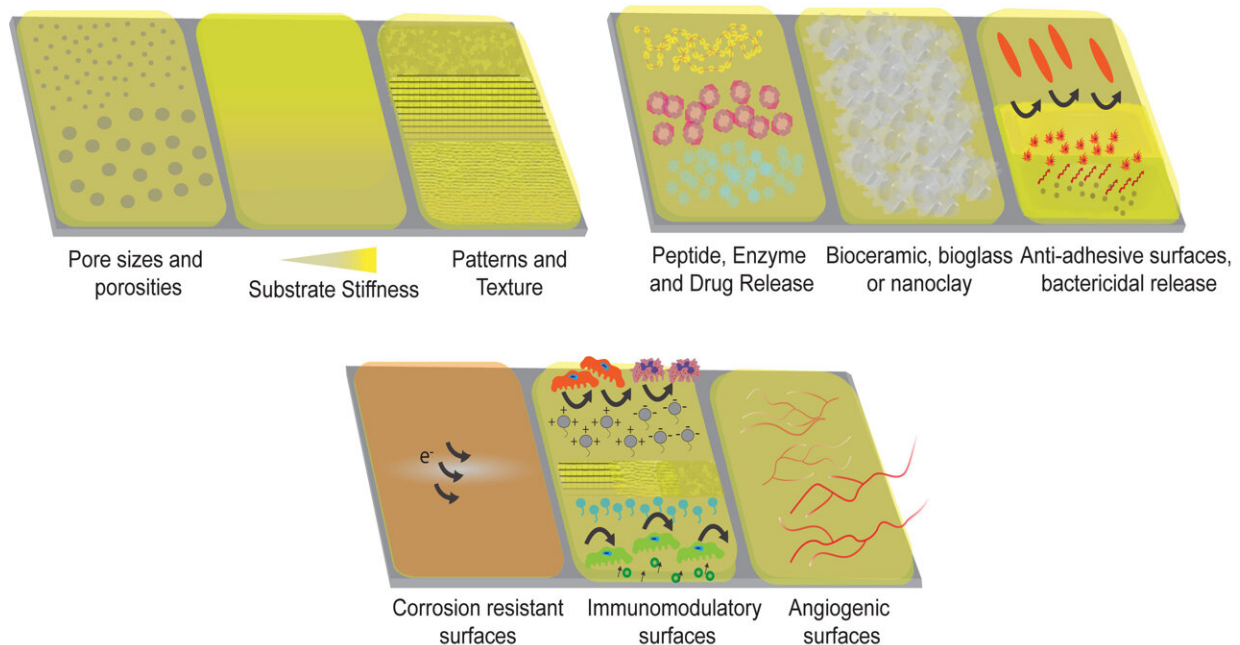 Pore sizes and
porosities
Substrate Stiffness
Patterns and
Texture
Peptide, Enzyme
and Drug Release
Bioceramic, bioglass
or nanoclay
Anti-adhesive surfaces,
bactericidal release
e-
+ + + + + + + + + + - - - - - - - - -
Corrosion resistant
surfaces
Immunomodulatory
surfaces
Angiogenic
surfaces